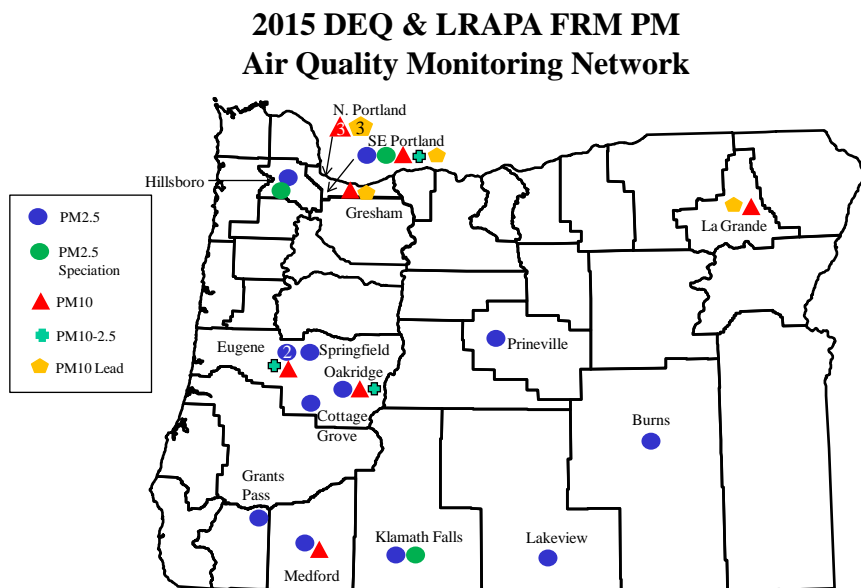 2015 DEQ & LRAPA FRM PM
Air Quality Monitoring Network
N. Portland
3
3
SE Portland
Hillsboro
Gresham
La Grande
PM2.5
PM2.5
Speciation
PM10
PM10-2.5
PM10 Lead
Eugene
2
Springfield
Oakridge
Cottage
Grove
Prineville
Burns
Grants
Pass
Medford
Klamath Falls
Lakeview